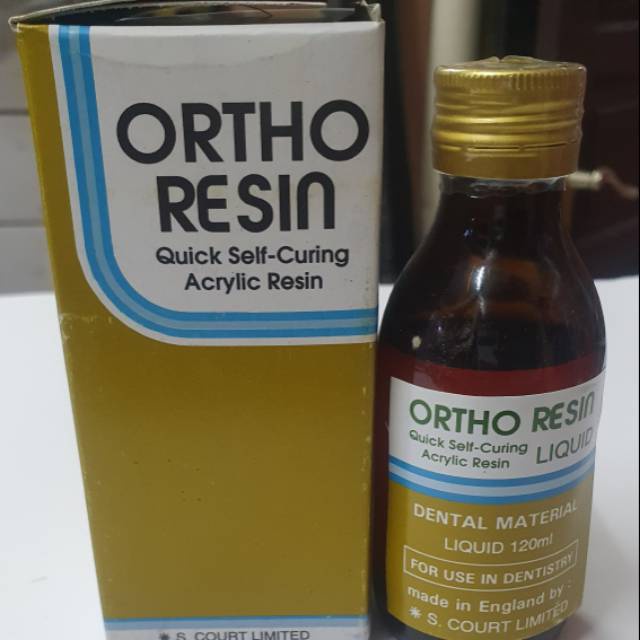 ORTHO
RESIN
Quick Self-Curing
Acrylic Resin
* S. COURT LIMITED
ORTHO RESIN
Quick Self-Curing
Acrylic Resin
LIQUID
DENTAL MATERIAL
LIQUID 120ml
FOR USE IN DENTISTRY
made in England by :
* S. COURT LIMITED